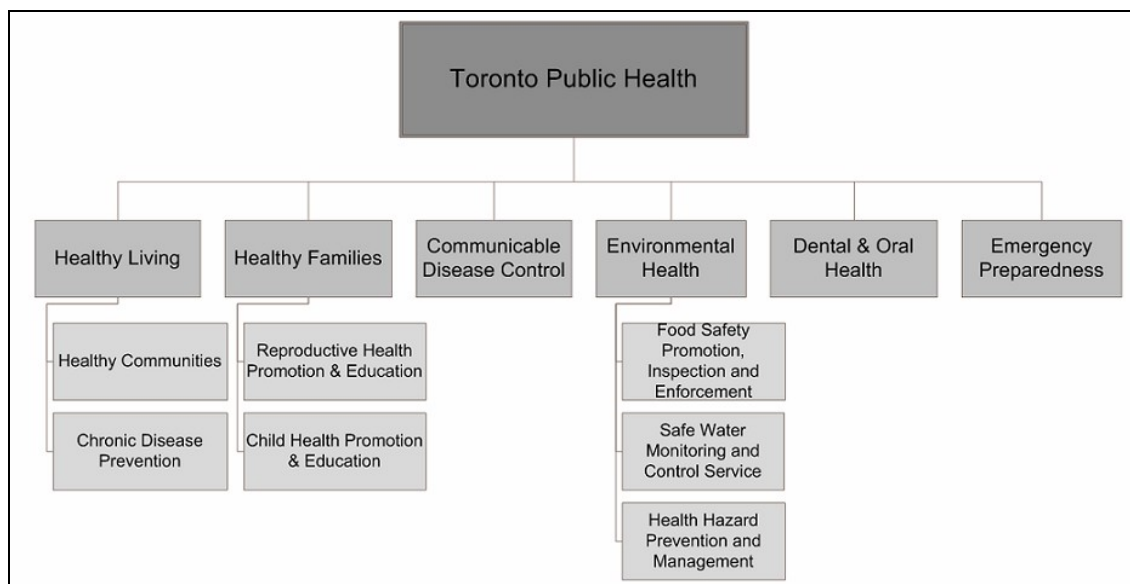 Toronto Public Health
Healthy Living
Healthy Families
Communicable
Disease Control
Environmental
Health
Dental & Oral
Health
Emergency
Preparedness
Healthy Communities
Chronic Disease
Prevention
Reproductive Health
Promotion & Education
Child Health Promotion
& Education
Food Safety
Promotion,
Inspection and
Enforcement
Safe Water
Monitoring and
Control Service
Health Hazard
Prevention and
Management